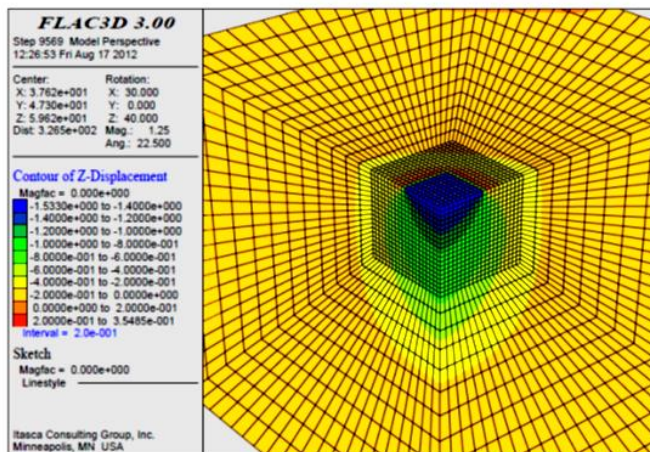 FLAC3D 3.00
Step 9569 Model Perspective
12:26:53 Fri Aug 17 2012
Center: Rotation:
X: 3.762e+001 X: 30.000
Y: 4.730e+001 Y: 0.000
Z: 5.962e+001 Z: 40.000
Dist: 3.265e+002 Mag.: 1.25
Ang.: 22.500
Contour of Z-Displacement
Magfac = 0.000e+000
-1.5330e+000 to -1.4000e+000
-1.4000e+000 to -1.2000e+000
-1.2000e+000 to -1.0000e+000
-1.0000e+000 to -8.0000e-001
-8.0000e-001 to -6.0000e-001
-6.0000e-001 to -4.0000e-001
-4.0000e-001 to -2.0000e-001
-2.0000e-001 to 0.0000e+000
0.0000e+000 to 2.0000e-001
2.0000e-001 to 3.5485e-001
Interval = 2.0e-001
Sketch
Magfac = 0.000e+000
Linestyle
Itasca Consulting Group, Inc.
Minneapolis, MN USA